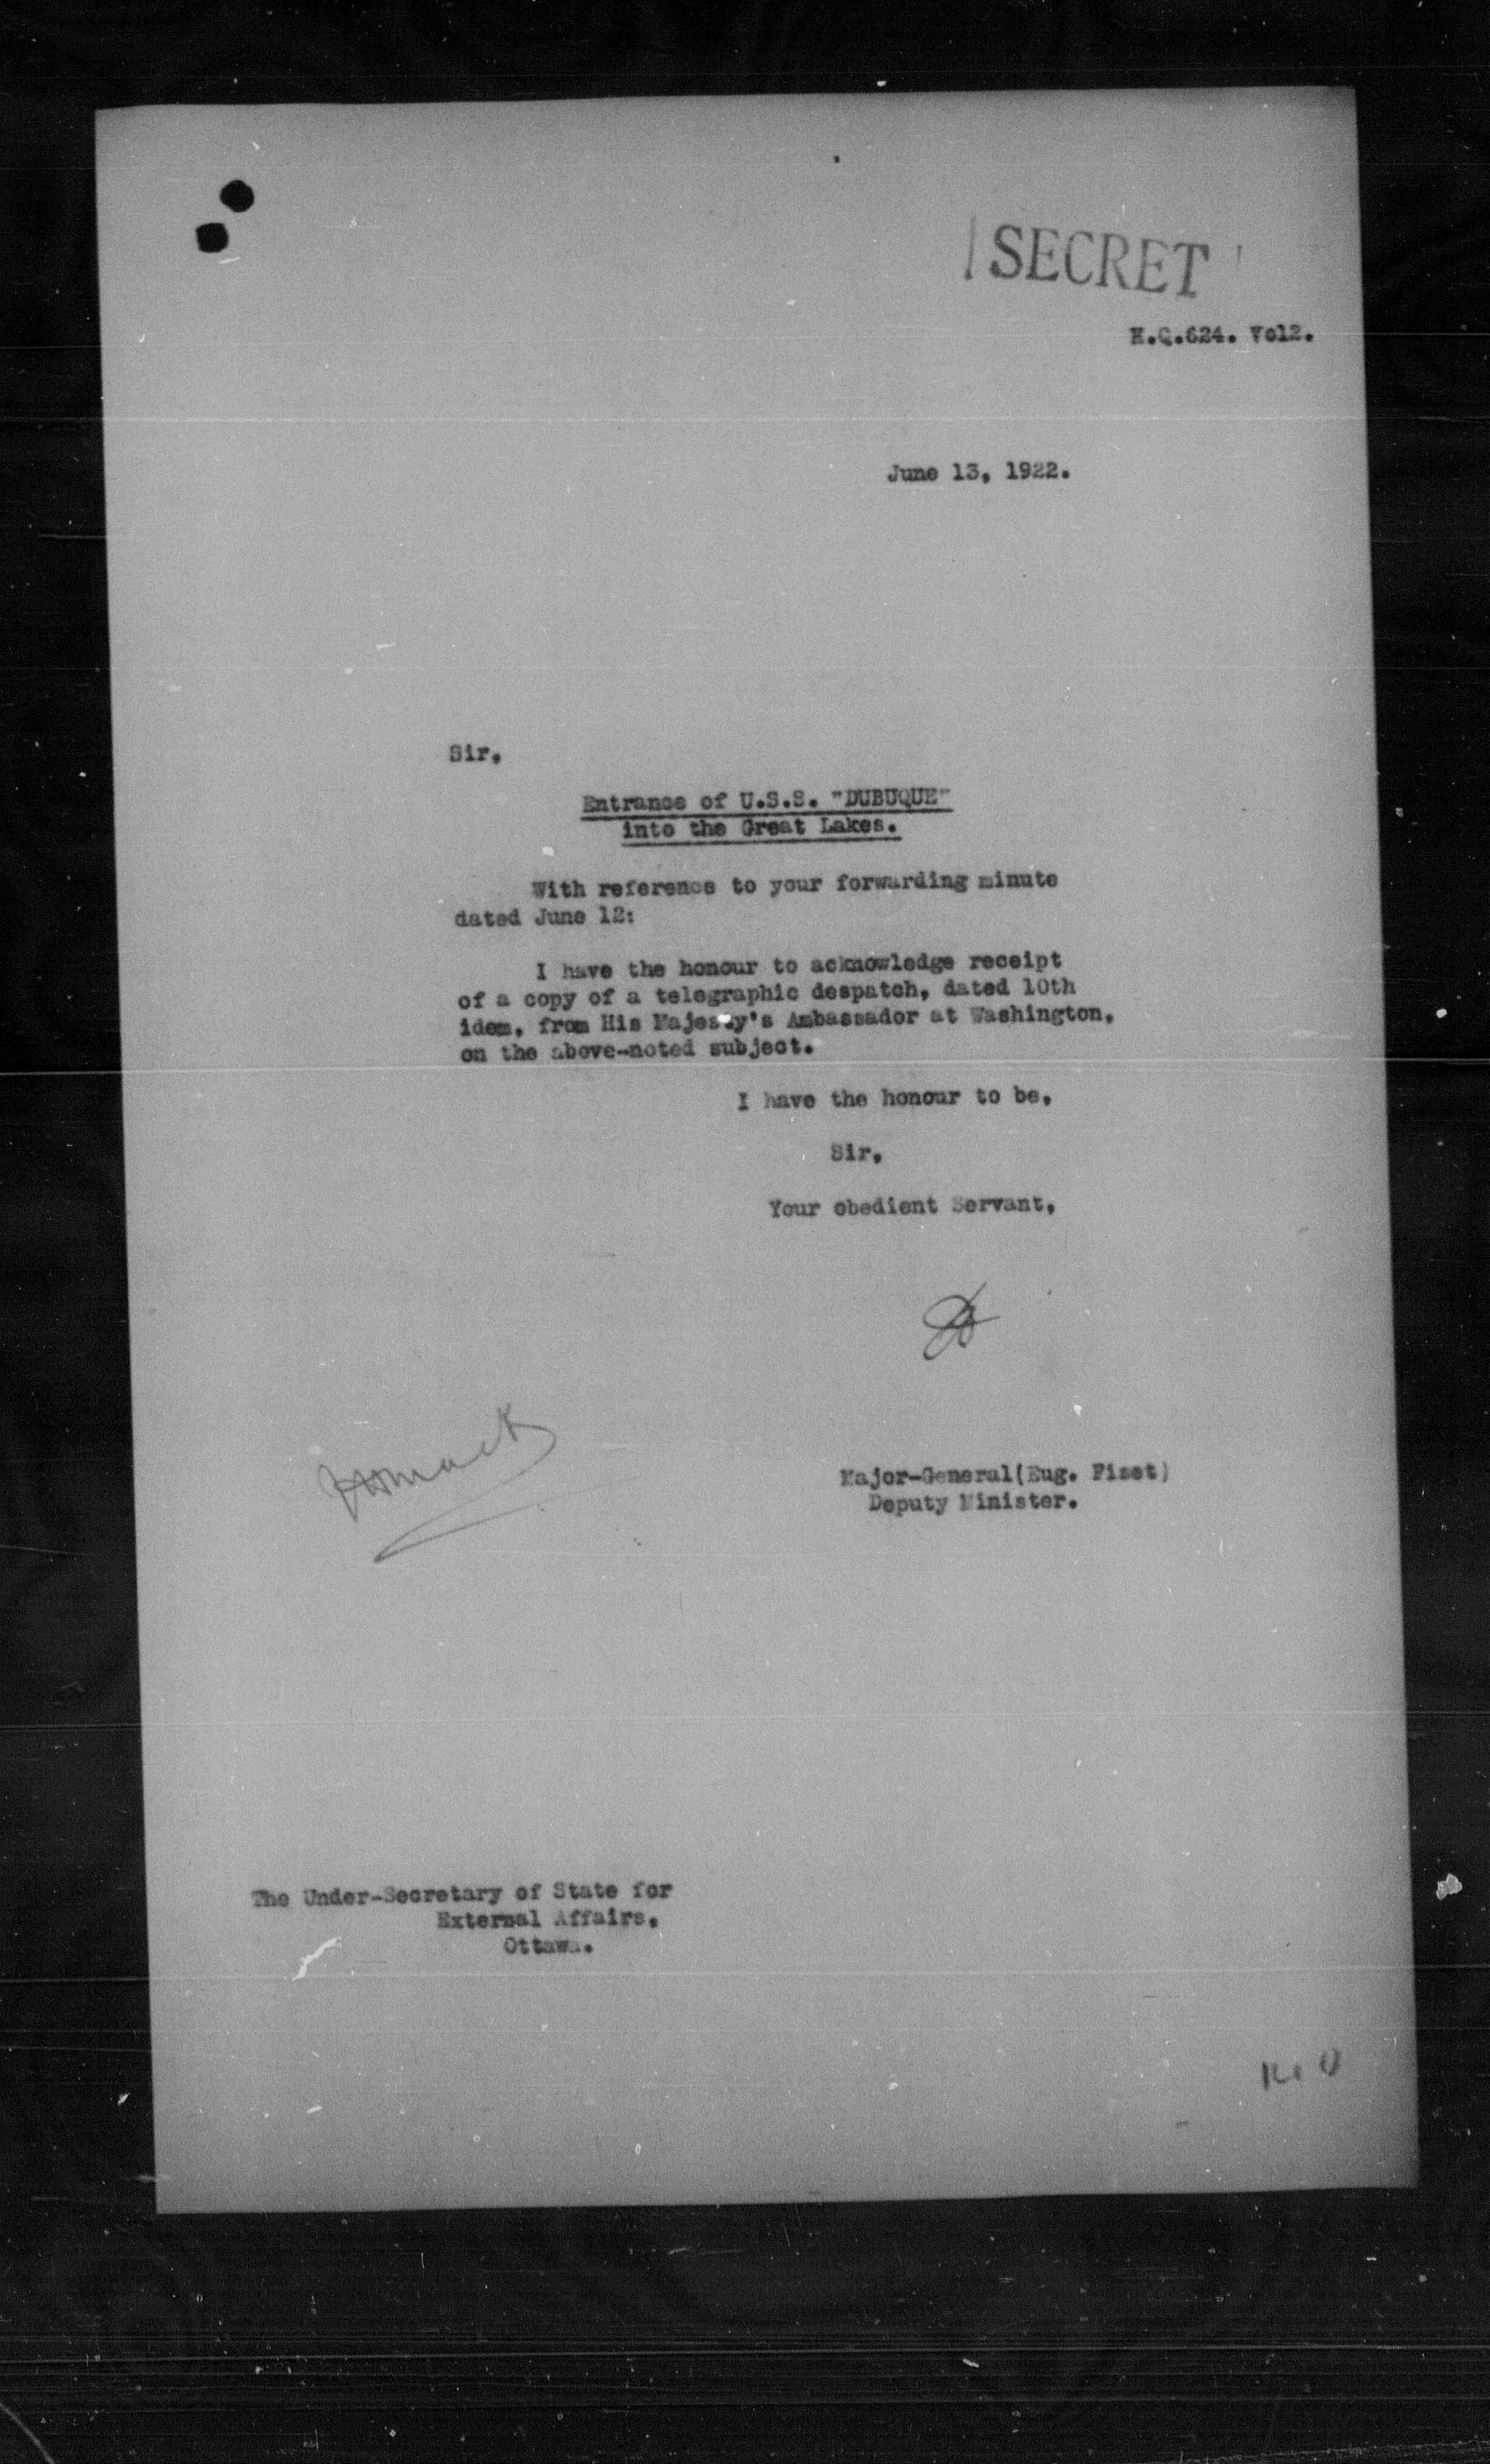 SECRET
H.Q.624. Vol2.
June 13, 1922.
Sir,
Entrance of U.S.S. "DUBUQUE"
into the Great Lakes.
With reference to your forwarding minute
dated June 12:
I have the honour to acknowledge receipt
of a copy of a telegraphic despatch, dated 10th
idem, from His Majesty's Ambassador at Washington,
on the above-noted subject.
I have the honour to be,
Sir,
Your obedient Servant,
Major-General(Eug. Fiset)
Deputy Minister.
The Under-Secretary of State for
External Affairs,
Ottawa.